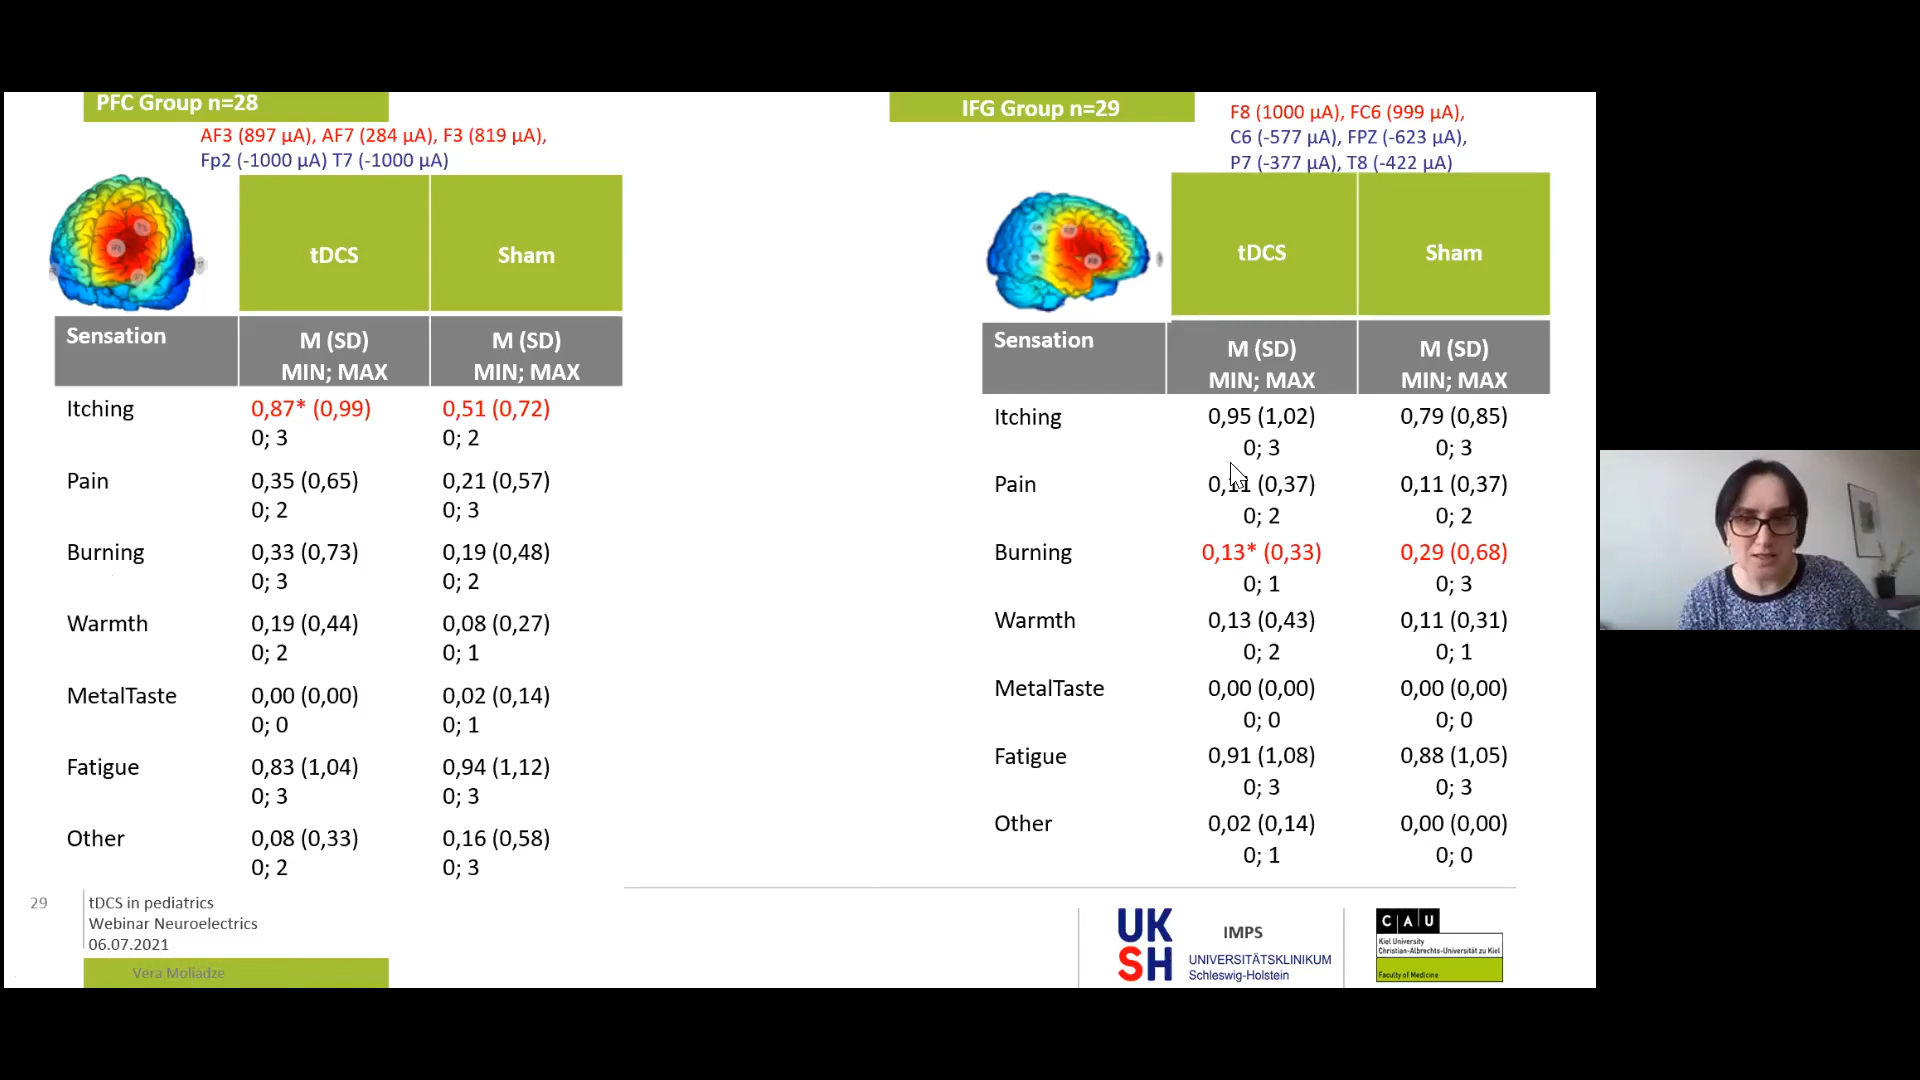 PFC Group n=28
AF3 (897 µA), AF7 (284 µA), F3 (819 µA),
Fp2 (-1000 µA) T7 (-1000 µA)
tDCS Sham
Sensation M (SD) M (SD)
MIN; MAX MIN; MAX
Itching 0,87* (0,99) 0,51 (0,72)
0; 3 0; 2
Pain 0,35 (0,65) 0,21 (0,57)
0; 2 0; 3
Burning 0,33 (0,73) 0,19 (0,48)
0; 3 0; 2
Warmth 0,19 (0,44) 0,08 (0,27)
0; 2 0; 1
MetalTaste 0,00 (0,00) 0,02 (0,14)
0; 0 0; 1
Fatigue 0,83 (1,04) 0,94 (1,12)
0; 3 0; 3
Other 0,08 (0,33) 0,16 (0,58)
0; 2 0; 3
IFG Group n=29
F8 (1000 µA), FC6 (999 µA),
C6 (-577 µA), FPZ (-623 µA),
P7 (-377 µA), T8 (-422 µA)
tDCS Sham
Sensation M (SD) M (SD)
MIN; MAX MIN; MAX
Itching 0,95 (1,02) 0,79 (0,85)
0; 3 0; 3
Pain 0,11 (0,37) 0,11 (0,37)
0; 2 0; 2
Burning 0,13* (0,33) 0,29 (0,68)
0; 1 0; 3
Warmth 0,13 (0,43) 0,11 (0,31)
0; 2 0; 1
MetalTaste 0,00 (0,00) 0,00 (0,00)
0; 0 0; 0
Fatigue 0,91 (1,08) 0,88 (1,05)
0; 3 0; 3
Other 0,02 (0,14) 0,00 (0,00)
0; 1 0; 0
29
tDCS in pediatrics
Webinar Neuroelectrics
06.07.2021
Vera Moliadze
UK
SH
IMPS
UNIVERSITÄTSKLINIKUM
Schleswig-Holstein
CAU
Kiel University
Christian-Albrechts-Universität zu Kiel
Faculty of Medicine